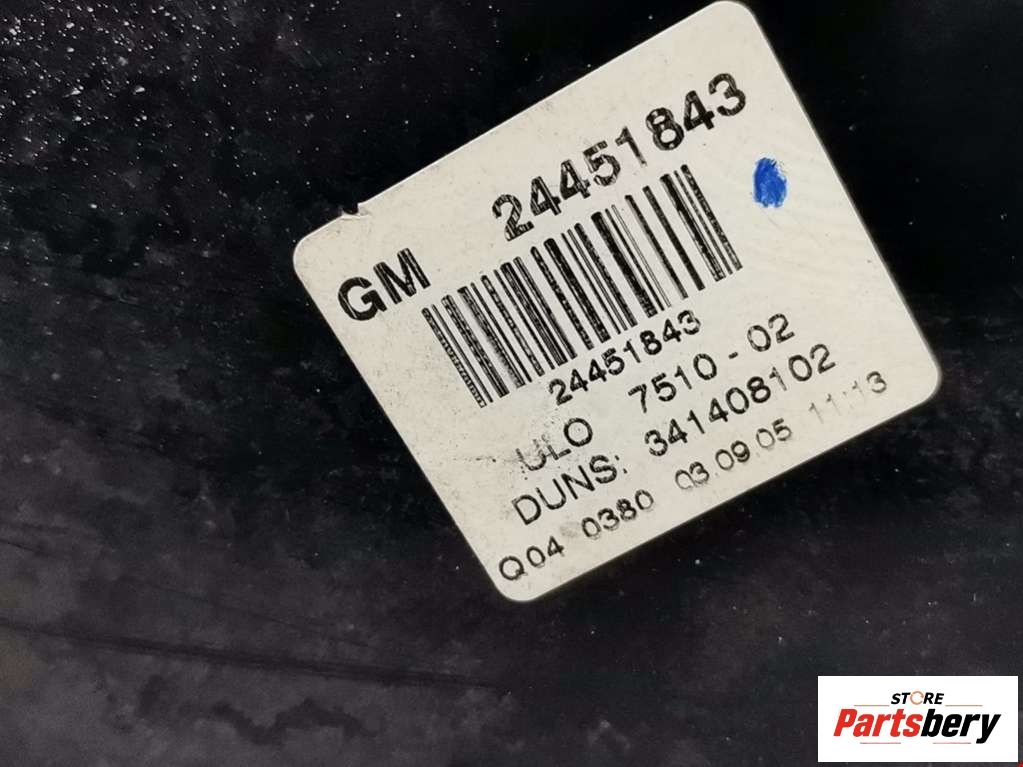 GM 24451843
24451843
ULO 7510-02
DUNS: 341408102
Q04 0380 03.09.05 11:13
STORE
Partsbery